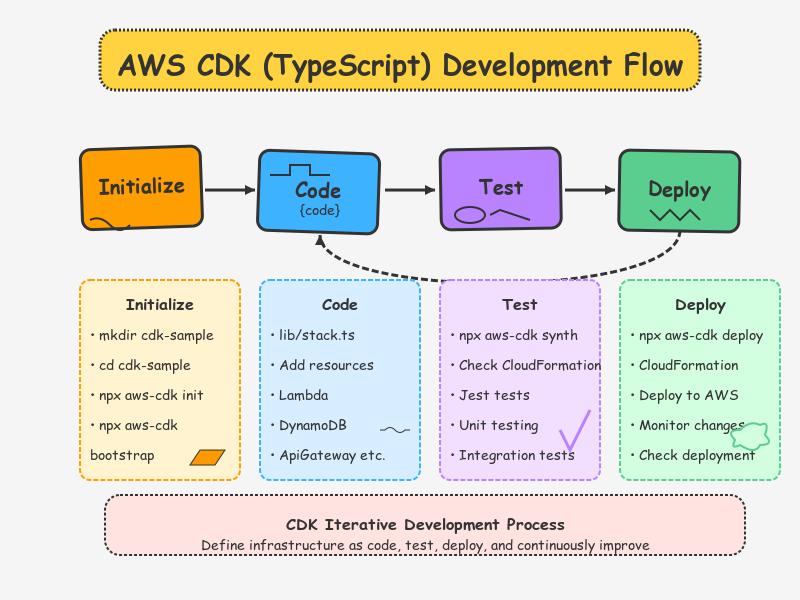 AWS CDK (TypeScript) Development Flow
Initialize
Code
{code}
Test
Deploy
Initialize
• mkdir cdk-sample
• cd cdk-sample
• npx aws-cdk init
• npx aws-cdk
bootstrap
Code
• lib/stack.ts
• Add resources
• Lambda
• DynamoDB
• ApiGateway etc.
Test
• npx aws-cdk synth
• Check CloudFormation
• Jest tests
• Unit testing
• Integration tests
Deploy
• npx aws-cdk deploy
• CloudFormation
• Deploy to AWS
• Monitor changes
• Check deployment
CDK Iterative Development Process
Define infrastructure as code, test, deploy, and continuously improve